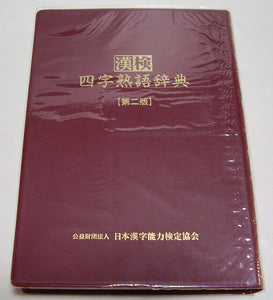 漢検
四字熟語辞典
【第二版】
公益財団法人 日本漢字能力検定協会